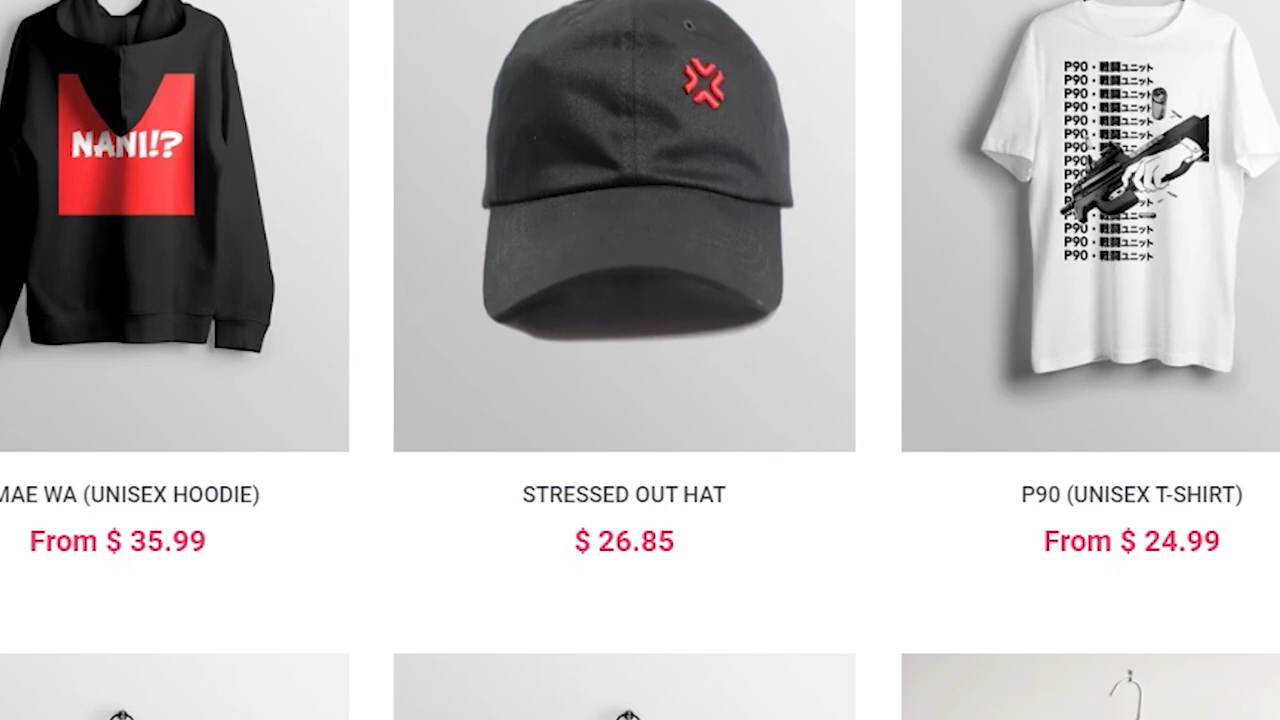 NANI!?
P90・戦闘ユニット
P90・戦闘ユニット
P90・戦闘ユニット
P90・戦闘ユニット
P90・戦闘ユニット
P90・戦闘ユニット
P90
P90
P90
P
P
P90・戦闘ユニット
P90・戦闘ユニット
P90・戦闘ユニット
P90・戦闘ユニット
MAE WA (UNISEX HOODIE)
STRESSED OUT HAT
P90 (UNISEX T-SHIRT)
From $ 35.99
$ 26.85
From $ 24.99